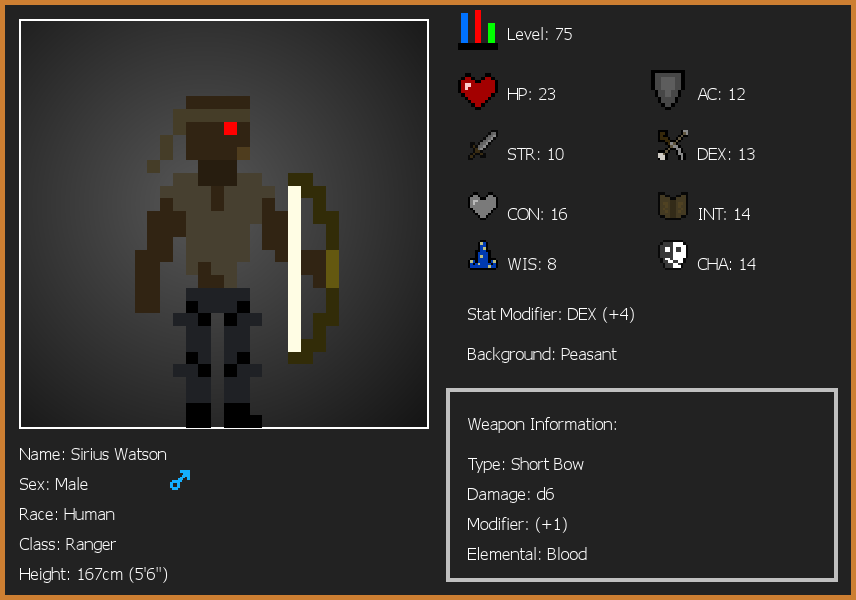 Level: 75
HP: 23
AC: 12
STR: 10
DEX: 13
CON: 16
INT: 14
WIS: 8
CHA: 14
Stat Modifier: DEX (+4)
Background: Peasant
Weapon Information:
Type: Short Bow
Damage: d6
Modifier: (+1)
Elemental: Blood
Name: Sirius Watson
Sex: Male
Race: Human
Class: Ranger
Height: 167cm (5'6")